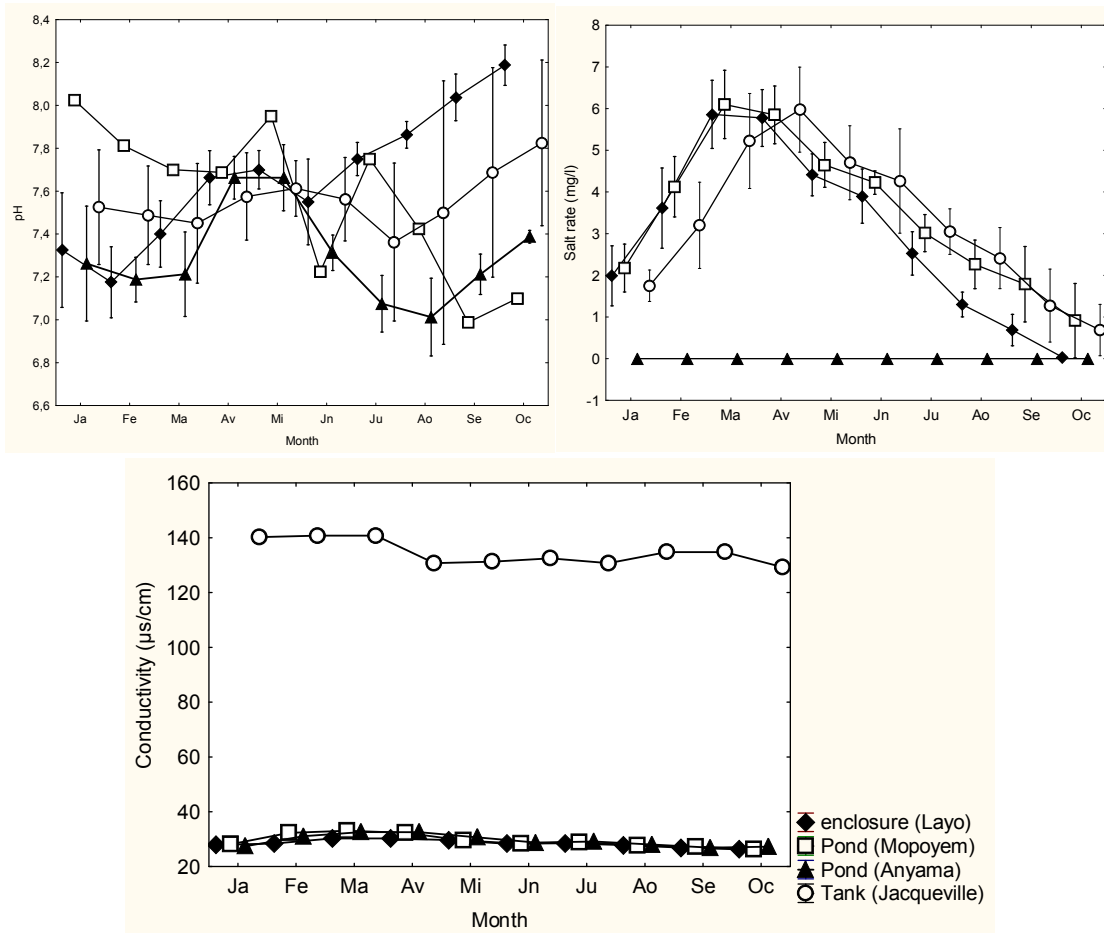 8,4
8,2
8,0
7,8
7,6
7,4
7,2
7,0
6,8
6,6
pH
Ja Fe Ma Av Mi Jn Ju Ao Se Oc
Month
8
7
6
5
4
3
2
1
0
-1
Salt rate (mg/l)
Ja Fe Ma Av Mi Jn Ju Ao Se Oc
Month
160
140
120
100
80
60
40
20
Conductivity (µs/cm)
Ja Fe Ma Av Mi Jn Ju Ao Se Oc
Month
enclosure (Layo)
Pond (Mopoyem)
Pond (Anyama)
Tank (Jacqueville)